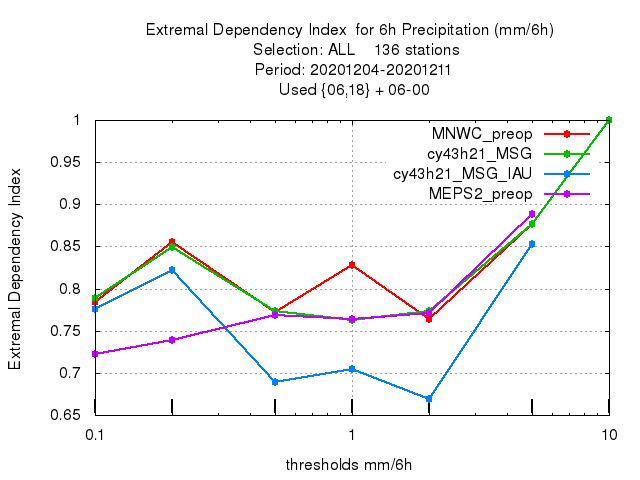 Extremal Dependency Index  for 6h Precipitation (mm/6h)
Selection: ALL    136 stations
Period: 20201204-20201211
Used {06,18} + 06-00
Extremal Dependency Index
1
0.95
0.9
0.85
0.8
0.75
0.7
0.65
MNWC_preop
cy43h21_MSG
cy43h21_MSG_IAU
MEPS2_preop
0.1
1
10
thresholds mm/6h